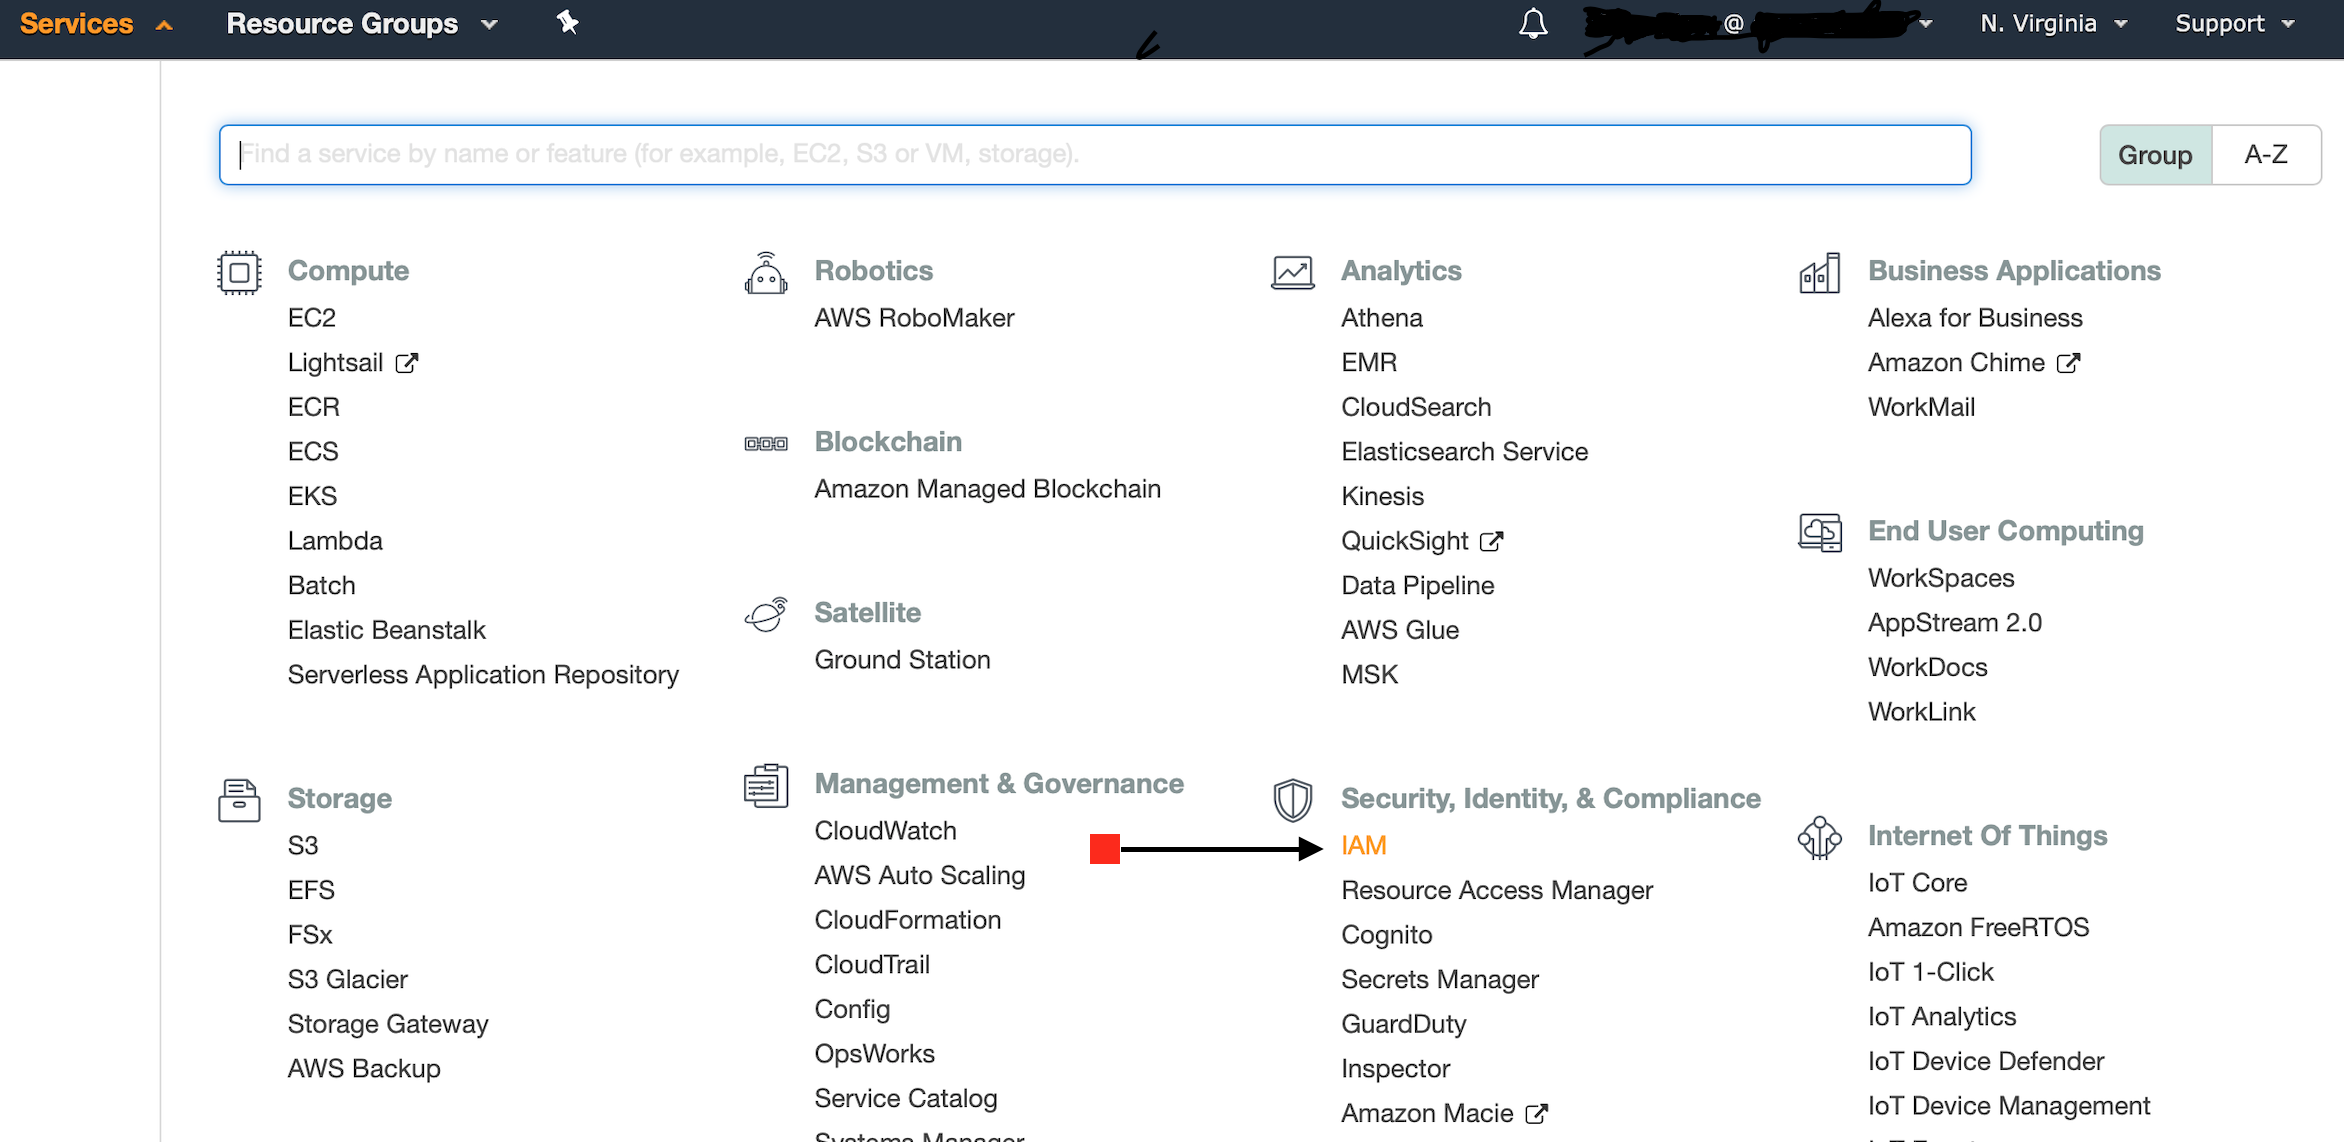 Services
Resource Groups
@
N. Virginia
Support
Find a service by name or feature (for example, EC2, S3 or VM, storage).
Group
A-Z
Compute
EC2
Lightsail
ECR
ECS
EKS
Lambda
Batch
Elastic Beanstalk
Serverless Application Repository
Storage
S3
EFS
FSx
S3 Glacier
Storage Gateway
AWS Backup
Robotics
AWS RoboMaker
Blockchain
Amazon Managed Blockchain
Satellite
Ground Station
Management & Governance
CloudWatch
AWS Auto Scaling
CloudFormation
CloudTrail
Config
OpsWorks
Service Catalog
Systems Manager
Analytics
Athena
EMR
CloudSearch
Elasticsearch Service
Kinesis
QuickSight
Data Pipeline
AWS Glue
MSK
Security, Identity, & Compliance
IAM
Resource Access Manager
Cognito
Secrets Manager
GuardDuty
Inspector
Amazon Macie
Business Applications
Alexa for Business
Amazon Chime
WorkMail
End User Computing
WorkSpaces
AppStream 2.0
WorkDocs
WorkLink
Internet Of Things
IoT Core
Amazon FreeRTOS
IoT 1-Click
IoT Analytics
IoT Device Defender
IoT Device Management